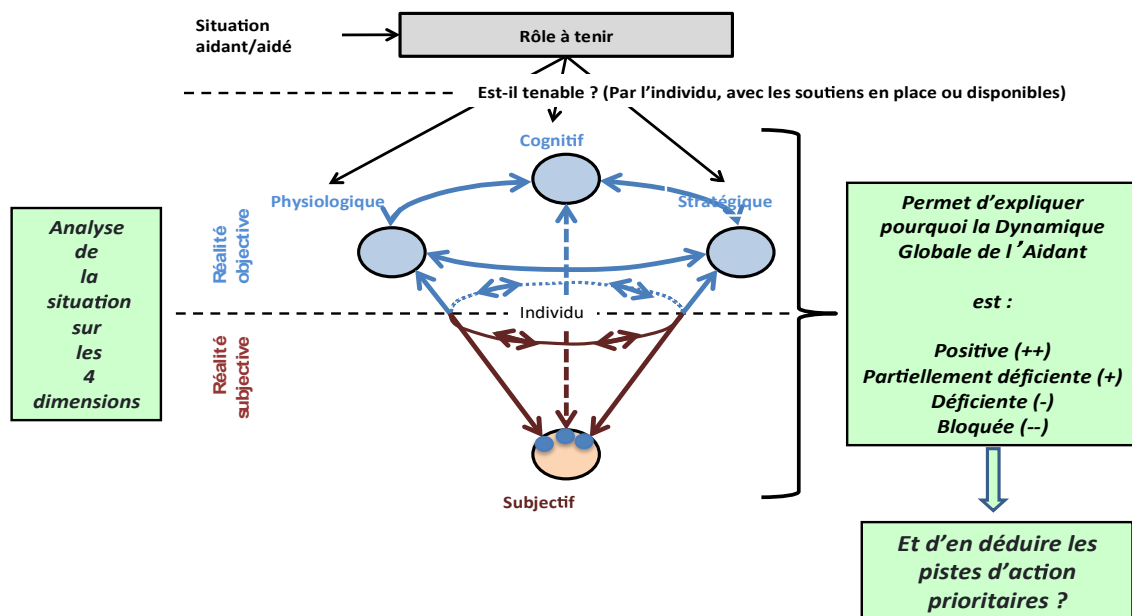 Situation
aidant/aidé
Rôle à tenir
Est-il tenable ? (Par l'individu, avec les soutiens en place ou disponibles)
Cognitif
Physiologique
Stratégique
Analyse
de
la
situation
sur
les
4
dimensions
Réalité
objective
Individu
Réalité
subjective
Subjectif
Permet d'expliquer
pourquoi la Dynamique
Globale de l'Aidant
est :
Positive (++)
Partiellement déficiente (+)
Déficiente (-)
Bloquée (--)
Et d'en déduire les
pistes d'action
prioritaires ?